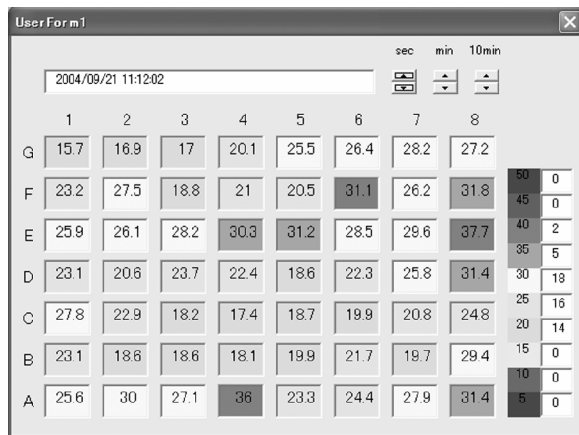 UserForm1
sec min 10min
2004/09/21 11:12:02
1 2 3 4 5 6 7 8
G 15.7 16.9 17 20.1 25.5 26.4 28.2 27.2
F 23.2 27.5 18.8 21 20.5 31.1 26.2 31.8
E 25.9 26.1 28.2 30.3 31.2 28.5 29.6 37.7
D 23.1 20.6 23.7 22.4 18.6 22.3 25.8 31.4
C 27.8 22.9 18.2 17.4 18.7 19.9 20.8 24.8
B 23.1 18.6 18.6 18.1 19.9 21.7 19.7 29.4
A 25.6 30 27.1 36 23.3 24.4 27.9 31.4
50 0
45 0
40 2
35 5
30 18
25 16
20 14
15 0
10 0
5 0